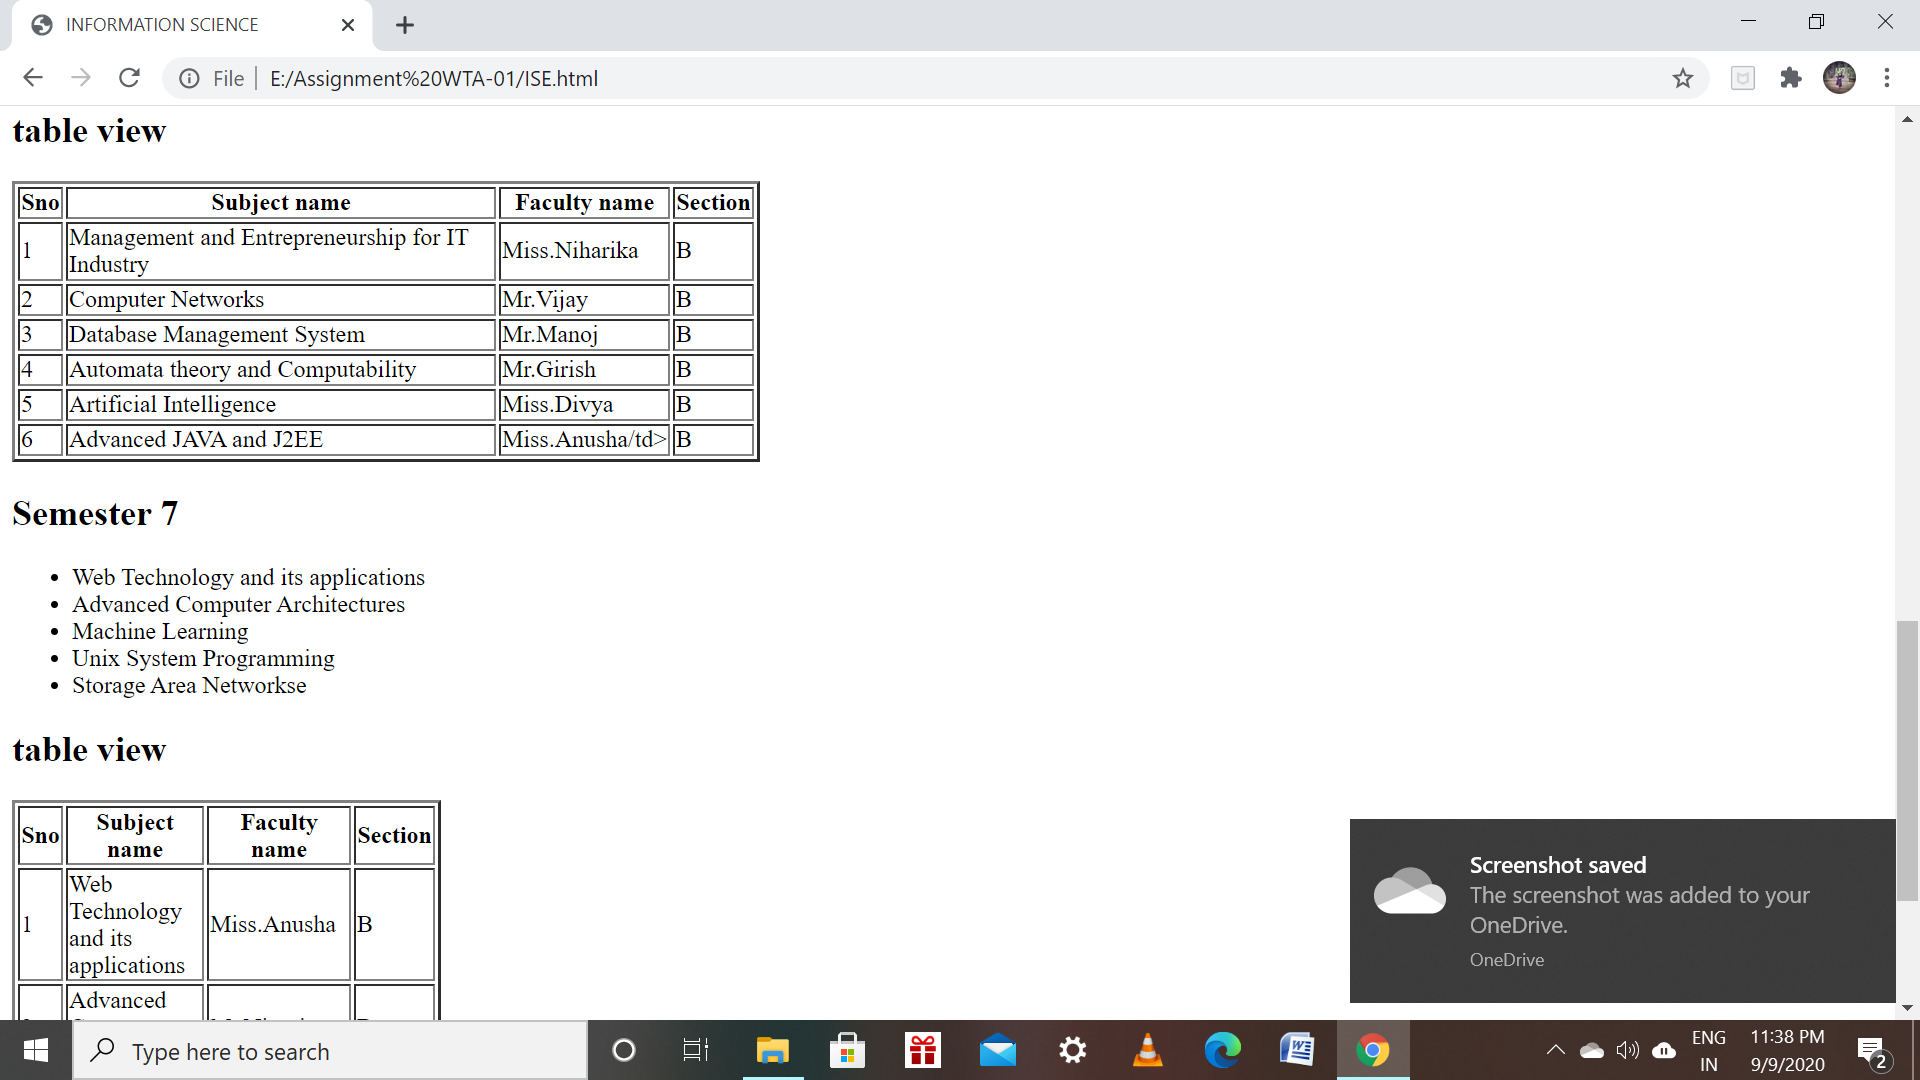 INFORMATION SCIENCE
File
E:/Assignment%20WTA-01/ISE.html
table view
Sno Subject name Faculty name Section
1 Management and Entrepreneurship for IT Industry Miss.Niharika B
2 Computer Networks Mr.Vijay B
3 Database Management System Mr.Manoj B
4 Automata theory and Computability Mr.Girish B
5 Artificial Intelligence Miss.Divya B
6 Advanced JAVA and J2EE Miss.Anusha/td> B
Semester 7
• Web Technology and its applications
• Advanced Computer Architectures
• Machine Learning
• Unix System Programming
• Storage Area Networkse
table view
Sno Subject name Faculty name Section
1 Web Technology and its applications Miss.Anusha B
Advanced
Screenshot saved
The screenshot was added to your
OneDrive.
OneDrive
Type here to search
ENG
IN
11:38 PM
9/9/2020
2